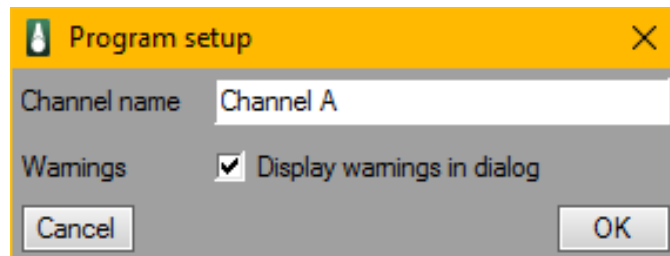 Program setup
Channel name Channel A
Warnings Display warnings in dialog
Cancel OK